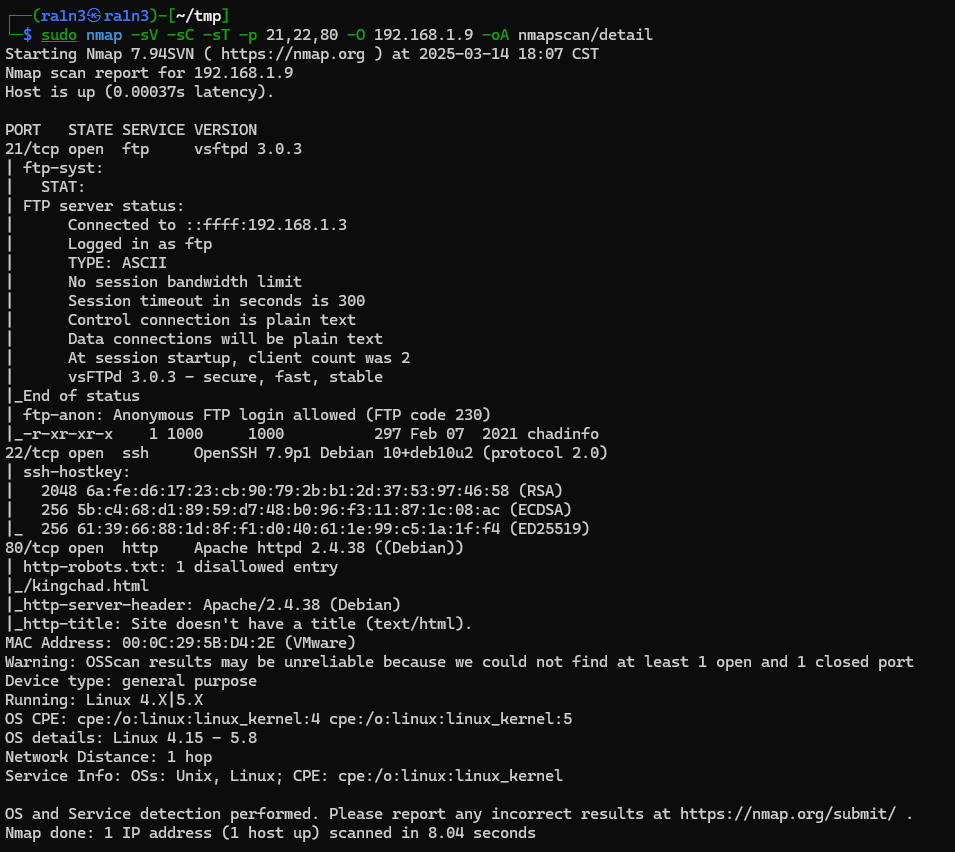 ┌──(ra1n3㉿ra1n3)-[~/tmp]
└─$ sudo nmap -sV -sC -sT -p 21,22,80 -O 192.168.1.9 -oA nmapscan/detail
Starting Nmap 7.94SVN ( https://nmap.org ) at 2025-03-14 18:07 CST
Nmap scan report for 192.168.1.9
Host is up (0.00037s latency).

PORT   STATE SERVICE VERSION
21/tcp open  ftp     vsftpd 3.0.3
| ftp-syst:
|   STAT:
| FTP server status:
|      Connected to ::ffff:192.168.1.3
|      Logged in as ftp
|      TYPE: ASCII
|      No session bandwidth limit
|      Session timeout in seconds is 300
|      Control connection is plain text
|      Data connections will be plain text
|      At session startup, client count was 2
|      vsFTPd 3.0.3 - secure, fast, stable
|_End of status
| ftp-anon: Anonymous FTP login allowed (FTP code 230)
|_-r-xr-xr-x    1 1000     1000          297 Feb 07  2021 chadinfo
22/tcp open  ssh     OpenSSH 7.9p1 Debian 10+deb10u2 (protocol 2.0)
| ssh-hostkey:
|   2048 6a:fe:d6:17:23:cb:90:79:2b:b1:2d:37:53:97:46:58 (RSA)
|   256 5b:c4:68:d1:89:59:d7:48:b0:96:f3:11:87:1c:08:ac (ECDSA)
|_  256 61:39:66:88:1d:8f:f1:d0:40:61:1e:99:c5:1a:1f:f4 (ED25519)
80/tcp open  http    Apache httpd 2.4.38 ((Debian))
| http-robots.txt: 1 disallowed entry
|_/kingchad.html
|_http-server-header: Apache/2.4.38 (Debian)
|_http-title: Site doesn't have a title (text/html).
MAC Address: 00:0C:29:5B:D4:2E (VMware)
Warning: OSScan results may be unreliable because we could not find at least 1 open and 1 closed port
Device type: general purpose
Running: Linux 4.X|5.X
OS CPE: cpe:/o:linux:linux_kernel:4 cpe:/o:linux:linux_kernel:5
OS details: Linux 4.15 - 5.8
Network Distance: 1 hop
Service Info: OSs: Unix, Linux; CPE: cpe:/o:linux:linux_kernel

OS and Service detection performed. Please report any incorrect results at https://nmap.org/submit/ .
Nmap done: 1 IP address (1 host up) scanned in 8.04 seconds